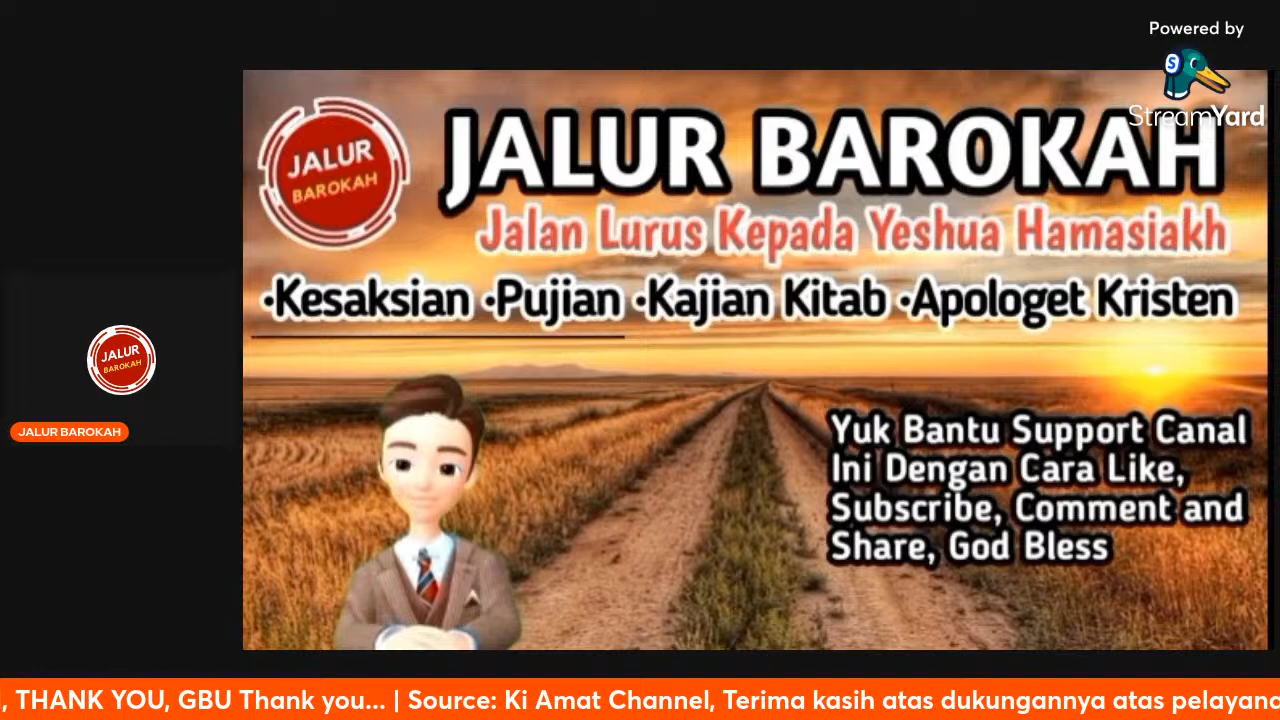 Powered by
StreamYard
JALUR BAROKAH
JALUR
BAROKAH
Jalan Lurus Kepada Yeshua Hamasiakh
•Kesaksian •Pujian •Kajian Kitab •Apologet Kristen
JALUR
BAROKAH
JALUR BAROKAH
Yuk Bantu Support Canal
Ini Dengan Cara Like,
Subscribe, Comment and
Share, God Bless
, THANK YOU, GBU Thank you... | Source: Ki Amat Channel, Terima kasih atas dukungannya atas